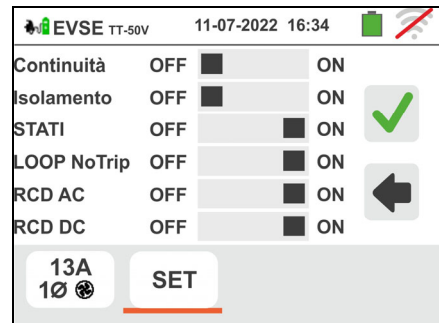 EVSE TT-50V 11-07-2022 16:34
Continuità OFF ON
Isolamento OFF ON
STATI OFF ON
LOOP NoTrip OFF ON
RCD AC OFF ON
RCD DC OFF ON
13A
1Ø
SET